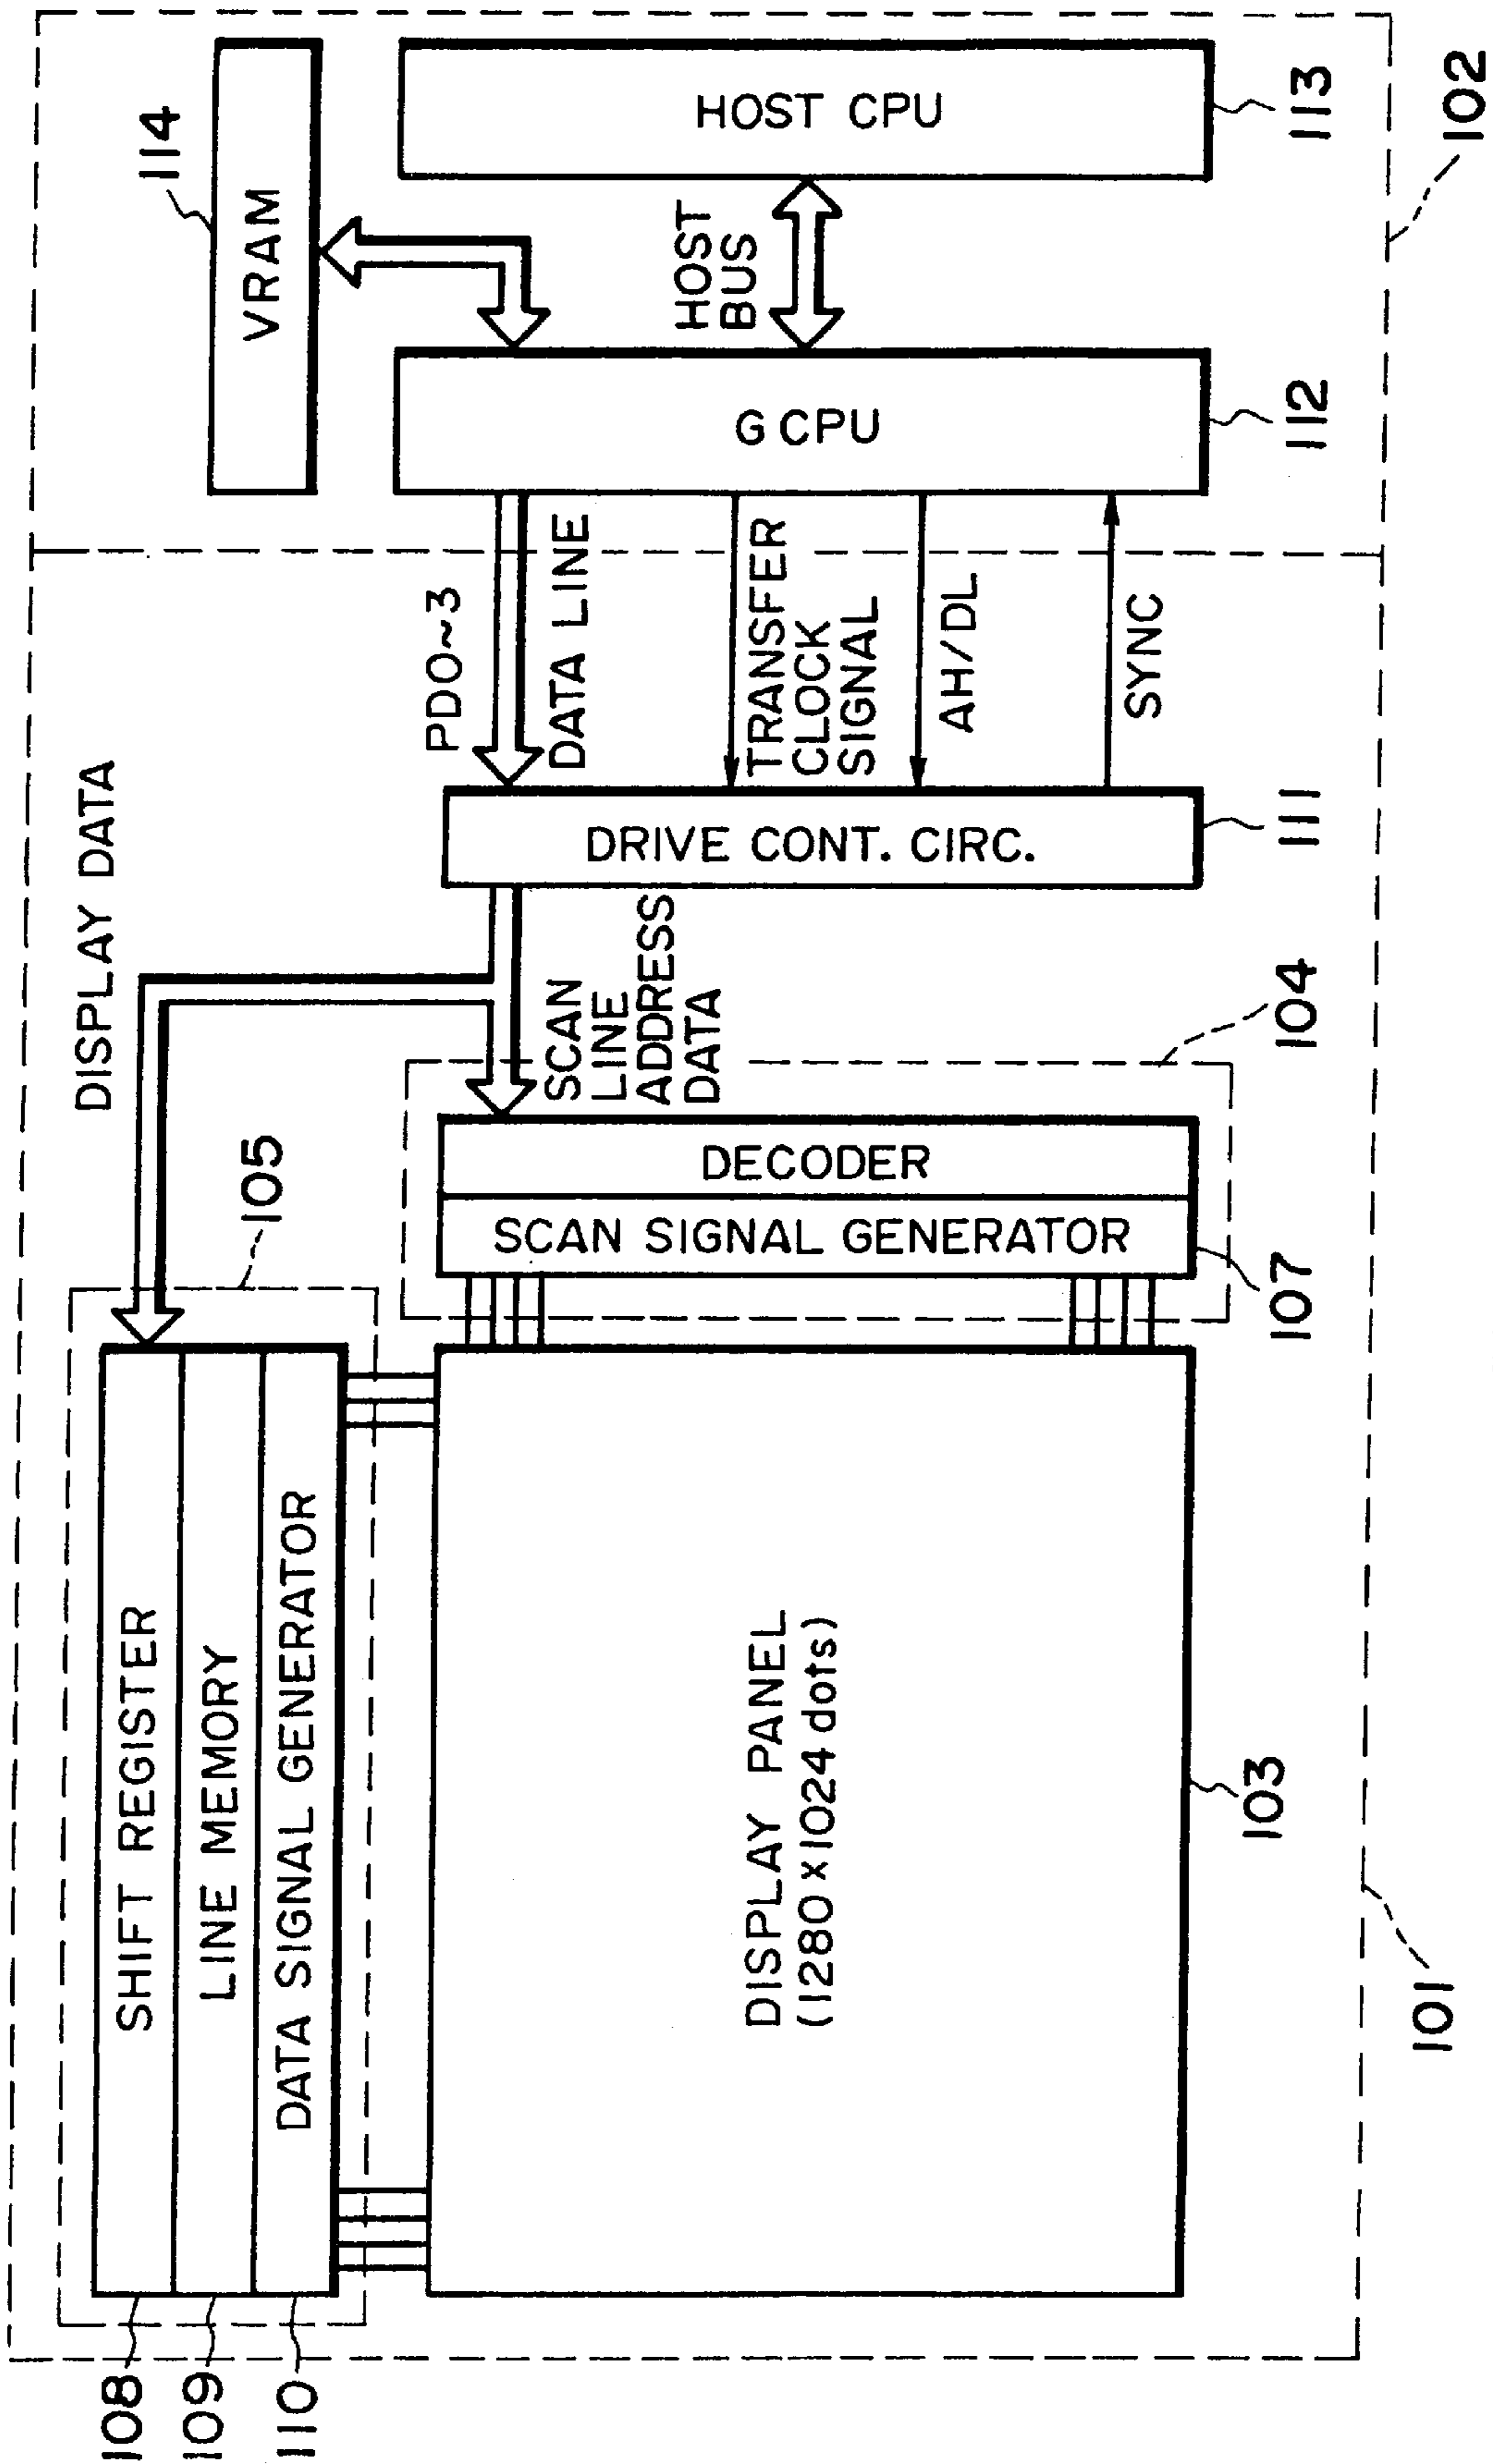 108
109
110
SHIFT REGISTER
LINE MEMORY
DATA SIGNAL GENERATOR
105
DISPLAY DATA
114
VRAM
DISPLAY PANEL
(1280×1024 dots)
103
101
DECODER
SCAN SIGNAL GENERATOR
107
104
SCAN
LINE
ADDRESS
DATA
DRIVE CONT. CIRC.
111
PD0~3
DATA LINE
TRANSFER
CLOCK
SIGNAL
AH/DL
SYNC
G CPU
112
HOST
BUS
HOST CPU
113
102